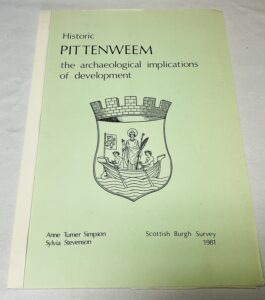 Historic
PITTENWEEM
the archaeological implications
of development
Anne Turner Simpson
Sylvia Stevenson
Scottish Burgh Survey
1981